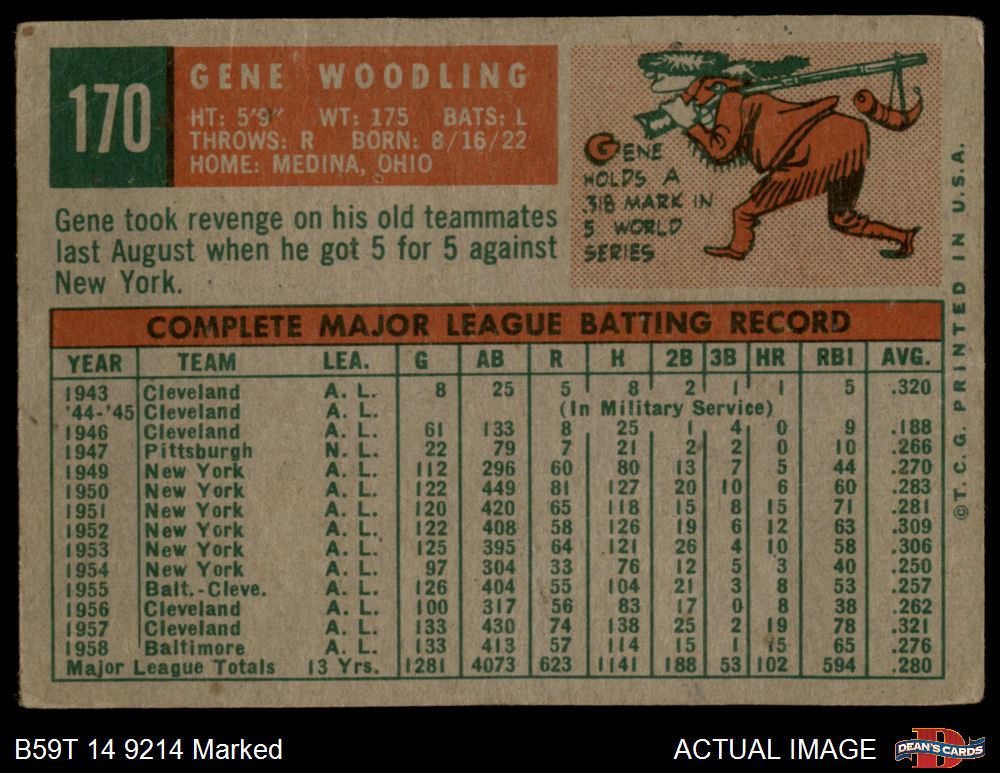 170
GENE WOODLING
HT: 5'9" WT: 175 BATS: L
THROWS: R BORN: 8/16/22
HOME: MEDINA, OHIO
Gene took revenge on his old teammates
last August when he got 5 for 5 against
New York.
GENE
HOLDS A
.318 MARK IN
5 WORLD
SERIES
COMPLETE MAJOR LEAGUE BATTING RECORD
YEAR TEAM LEA. G AB R H 2B 3B HR RBI AVG.
1943 Cleveland A. L. 8 25 5 8 2 1 1 5 .320
'44-'45 Cleveland A. L. (In Military Service)
1946 Cleveland A. L. 61 133 8 25 1 4 0 9 .188
1947 Pittsburgh N. L. 22 79 7 21 2 2 0 10 .266
1949 New York A. L. 112 296 60 80 13 7 5 44 .270
1950 New York A. L. 122 449 81 127 20 10 6 60 .283
1951 New York A. L. 120 420 65 118 15 8 15 71 .281
1952 New York A. L. 122 408 58 126 19 6 12 63 .309
1953 New York A. L. 125 395 64 121 26 4 10 58 .306
1954 New York A. L. 97 304 33 76 12 5 3 40 .250
1955 Balt.-Cleve. A. L. 126 404 55 104 21 3 8 53 .257
1956 Cleveland A. L. 100 317 56 83 17 0 8 38 .262
1957 Cleveland A. L. 133 430 74 138 25 2 19 78 .321
1958 Baltimore A. L. 133 413 57 114 15 1 15 65 .276
Major League Totals 13 Yrs. 1281 4073 623 1141 188 53 102 594 .280
©T. C. G. PRINTED IN U.S.A.
B59T 14 9214 Marked
ACTUAL IMAGE
DEAN'S CARDS